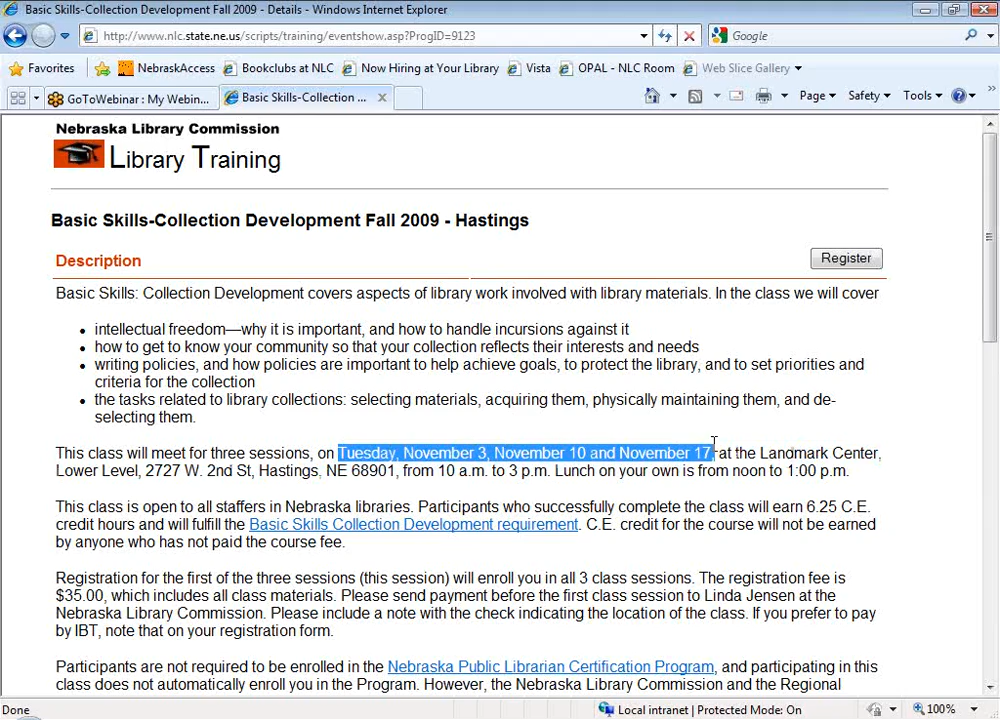 Basic Skills-Collection Development Fall 2009 - Details - Windows Internet Explorer
http://www.nlc.state.ne.us/scripts/training/eventshow.asp?ProgID=9123
Google
Favorites NebraskAccess Bookclubs at NLC Now Hiring at Your Library Vista OPAL - NLC Room Web Slice Gallery
GoToWebinar : My Webin... Basic Skills-Collection ... Page Safety Tools
Nebraska Library Commission
Library Training
Basic Skills-Collection Development Fall 2009 - Hastings
Description
Register
Basic Skills: Collection Development covers aspects of library work involved with library materials. In the class we will cover
• intellectual freedom—why it is important, and how to handle incursions against it
• how to get to know your community so that your collection reflects their interests and needs
• writing policies, and how policies are important to help achieve goals, to protect the library, and to set priorities and
criteria for the collection
• the tasks related to library collections: selecting materials, acquiring them, physically maintaining them, and de-
selecting them.
This class will meet for three sessions, on Tuesday, November 3, November 10 and November 17, at the Landmark Center,
Lower Level, 2727 W. 2nd St, Hastings, NE 68901, from 10 a.m. to 3 p.m. Lunch on your own is from noon to 1:00 p.m.
This class is open to all staffers in Nebraska libraries. Participants who successfully complete the class will earn 6.25 C.E.
credit hours and will fulfill the Basic Skills Collection Development requirement. C.E. credit for the course will not be earned
by anyone who has not paid the course fee.
Registration for the first of the three sessions (this session) will enroll you in all 3 class sessions. The registration fee is
$35.00, which includes all class materials. Please send payment before the first class session to Linda Jensen at the
Nebraska Library Commission. Please include a note with the check indicating the location of the class. If you prefer to pay
by IBT, note that on your registration form.
Participants are not required to be enrolled in the Nebraska Public Librarian Certification Program, and participating in this
class does not automatically enroll you in the Program. However, the Nebraska Library Commission and the Regional
Done Local intranet | Protected Mode: On 100%